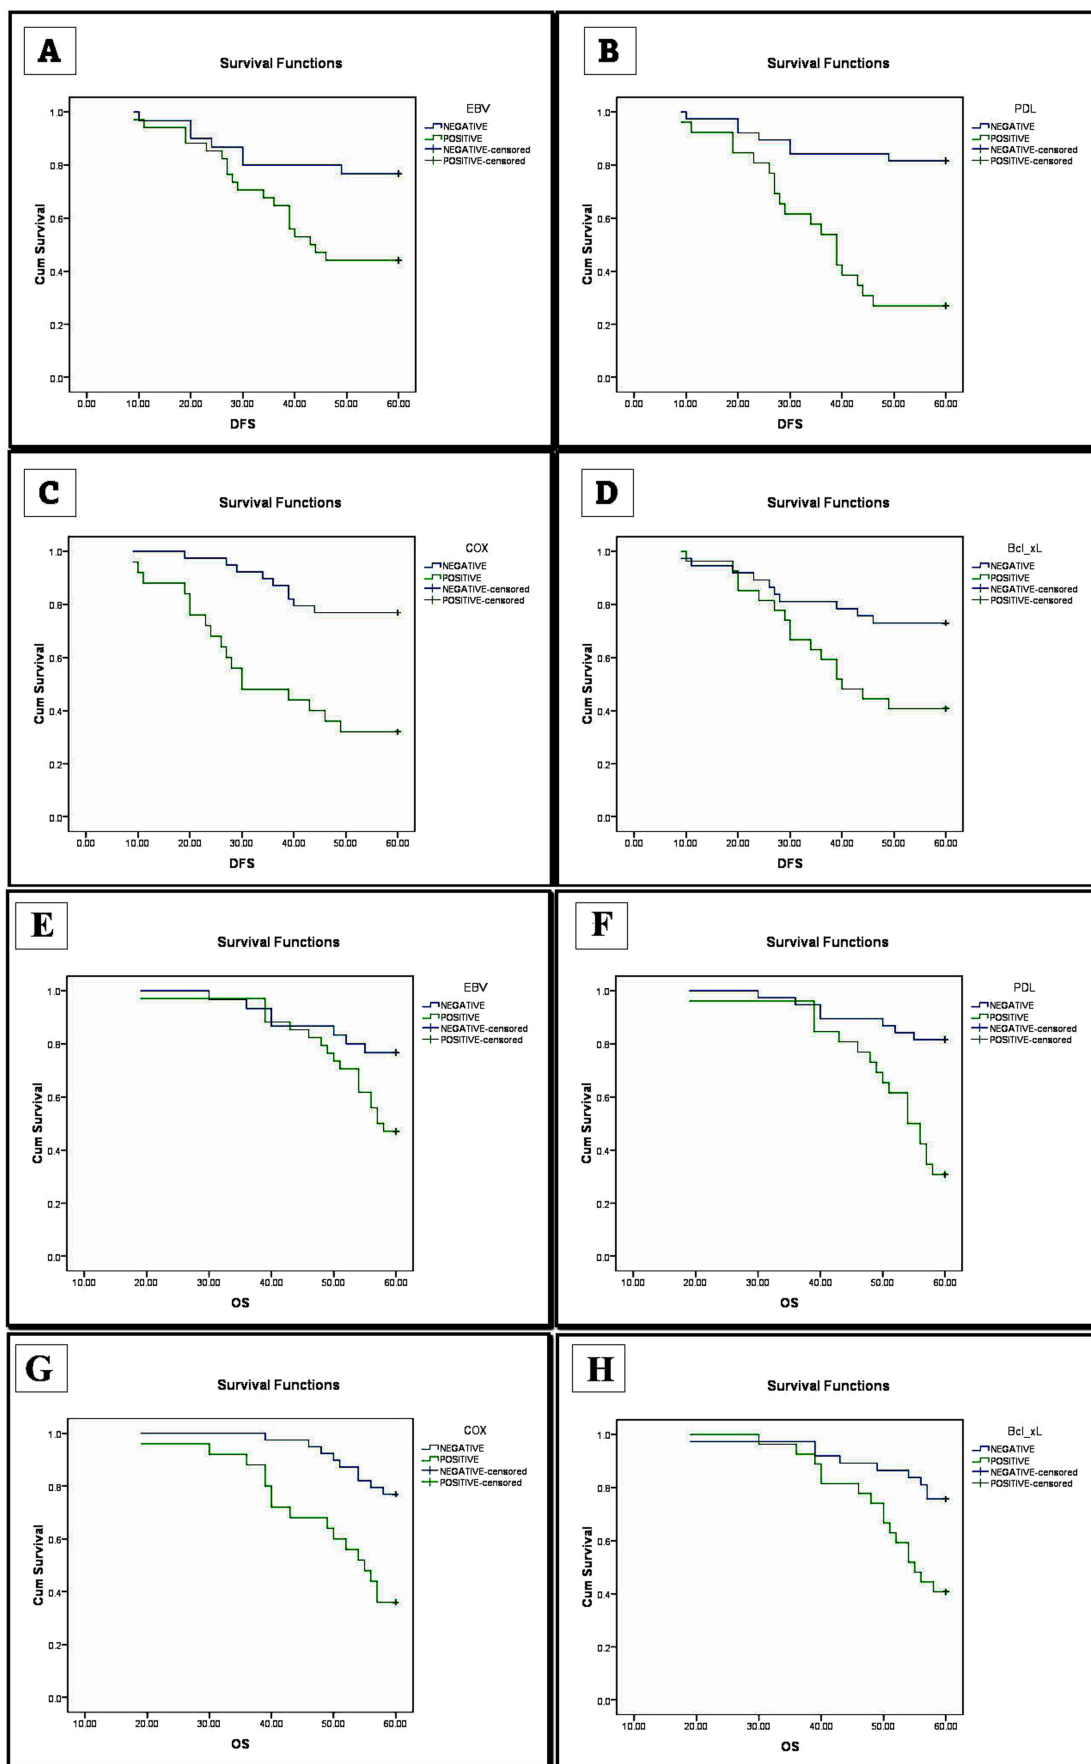 A
Survival Functions
EBV
NEGATIVE
POSITIVE
NEGATIVE-censored
POSITIVE-censored
Cum Survival
1.0
0.8
0.6
0.4
0.2
0.0
0.00 10.00 20.00 30.00 40.00 50.00 60.00
DFS
B
Survival Functions
PDL
NEGATIVE
POSITIVE
NEGATIVE-censored
POSITIVE-censored
Cum Survival
1.0
0.8
0.6
0.4
0.2
0.0
0.00 10.00 20.00 30.00 40.00 50.00 60.00
DFS
C
Survival Functions
COX
NEGATIVE
POSITIVE
NEGATIVE-censored
POSITIVE-censored
Cum Survival
1.0
0.8
0.6
0.4
0.2
0.0
0.00 10.00 20.00 30.00 40.00 50.00 60.00
DFS
D
Survival Functions
Bcl_xL
NEGATIVE
POSITIVE
NEGATIVE-censored
POSITIVE-censored
Cum Survival
1.0
0.8
0.6
0.4
0.2
0.0
0.00 10.00 20.00 30.00 40.00 50.00 60.00
DFS
E
Survival Functions
EBV
NEGATIVE
POSITIVE
NEGATIVE-censored
POSITIVE-censored
Cum Survival
1.0
0.8
0.6
0.4
0.2
0.0
10.00 20.00 30.00 40.00 50.00 60.00
OS
F
Survival Functions
PDL
NEGATIVE
POSITIVE
NEGATIVE-censored
POSITIVE-censored
Cum Survival
1.0
0.8
0.6
0.4
0.2
0.0
10.00 20.00 30.00 40.00 50.00 60.00
OS
G
Survival Functions
COX
NEGATIVE
POSITIVE
NEGATIVE-censored
POSITIVE-censored
Cum Survival
1.0
0.8
0.6
0.4
0.2
0.0
10.00 20.00 30.00 40.00 50.00 60.00
OS
H
Survival Functions
Bcl_xL
NEGATIVE
POSITIVE
NEGATIVE-censored
POSITIVE-censored
Cum Survival
1.0
0.8
0.6
0.4
0.2
0.0
10.00 20.00 30.00 40.00 50.00 60.00
OS